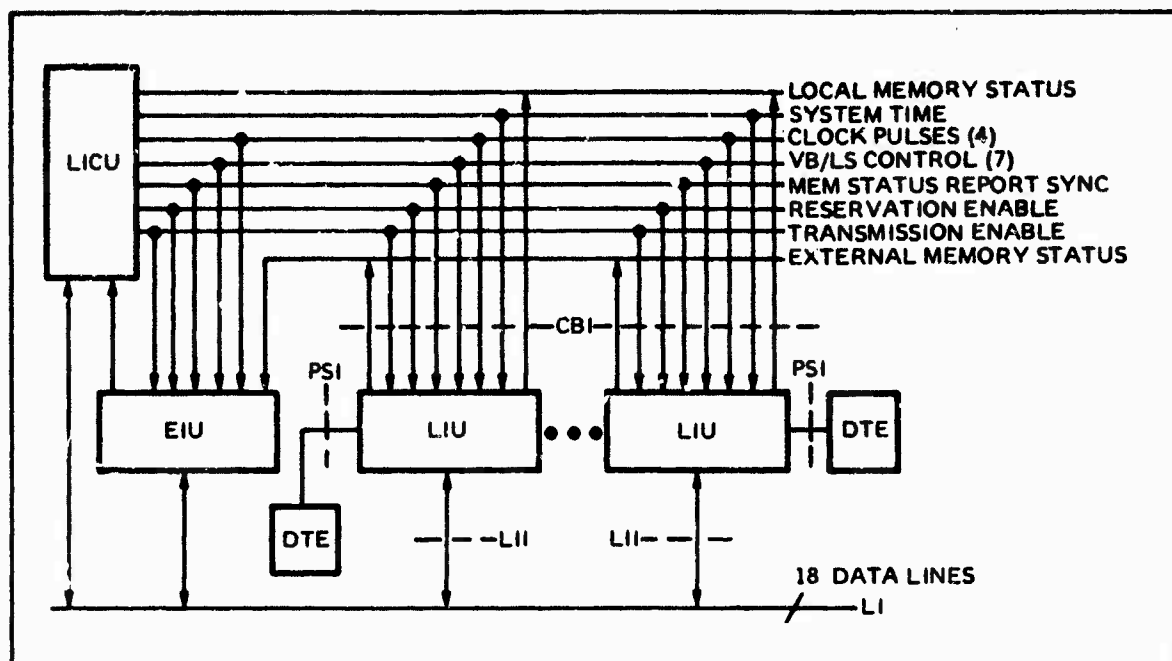 LOCAL MEMORY STATUS
SYSTEM TIME
CLOCK PULSES (4)
LICU
VB/LS CONTROL (7)
MEM STATUS REPORT SYNC
RESERVATION ENABLE
TRANSMISSION ENABLE
EXTERNAL MEMORY STATUS
CBI
PSI
PSI
EIU
LIU
LIU
DTE
DTE
LII
LII
18 DATA LINES
LI